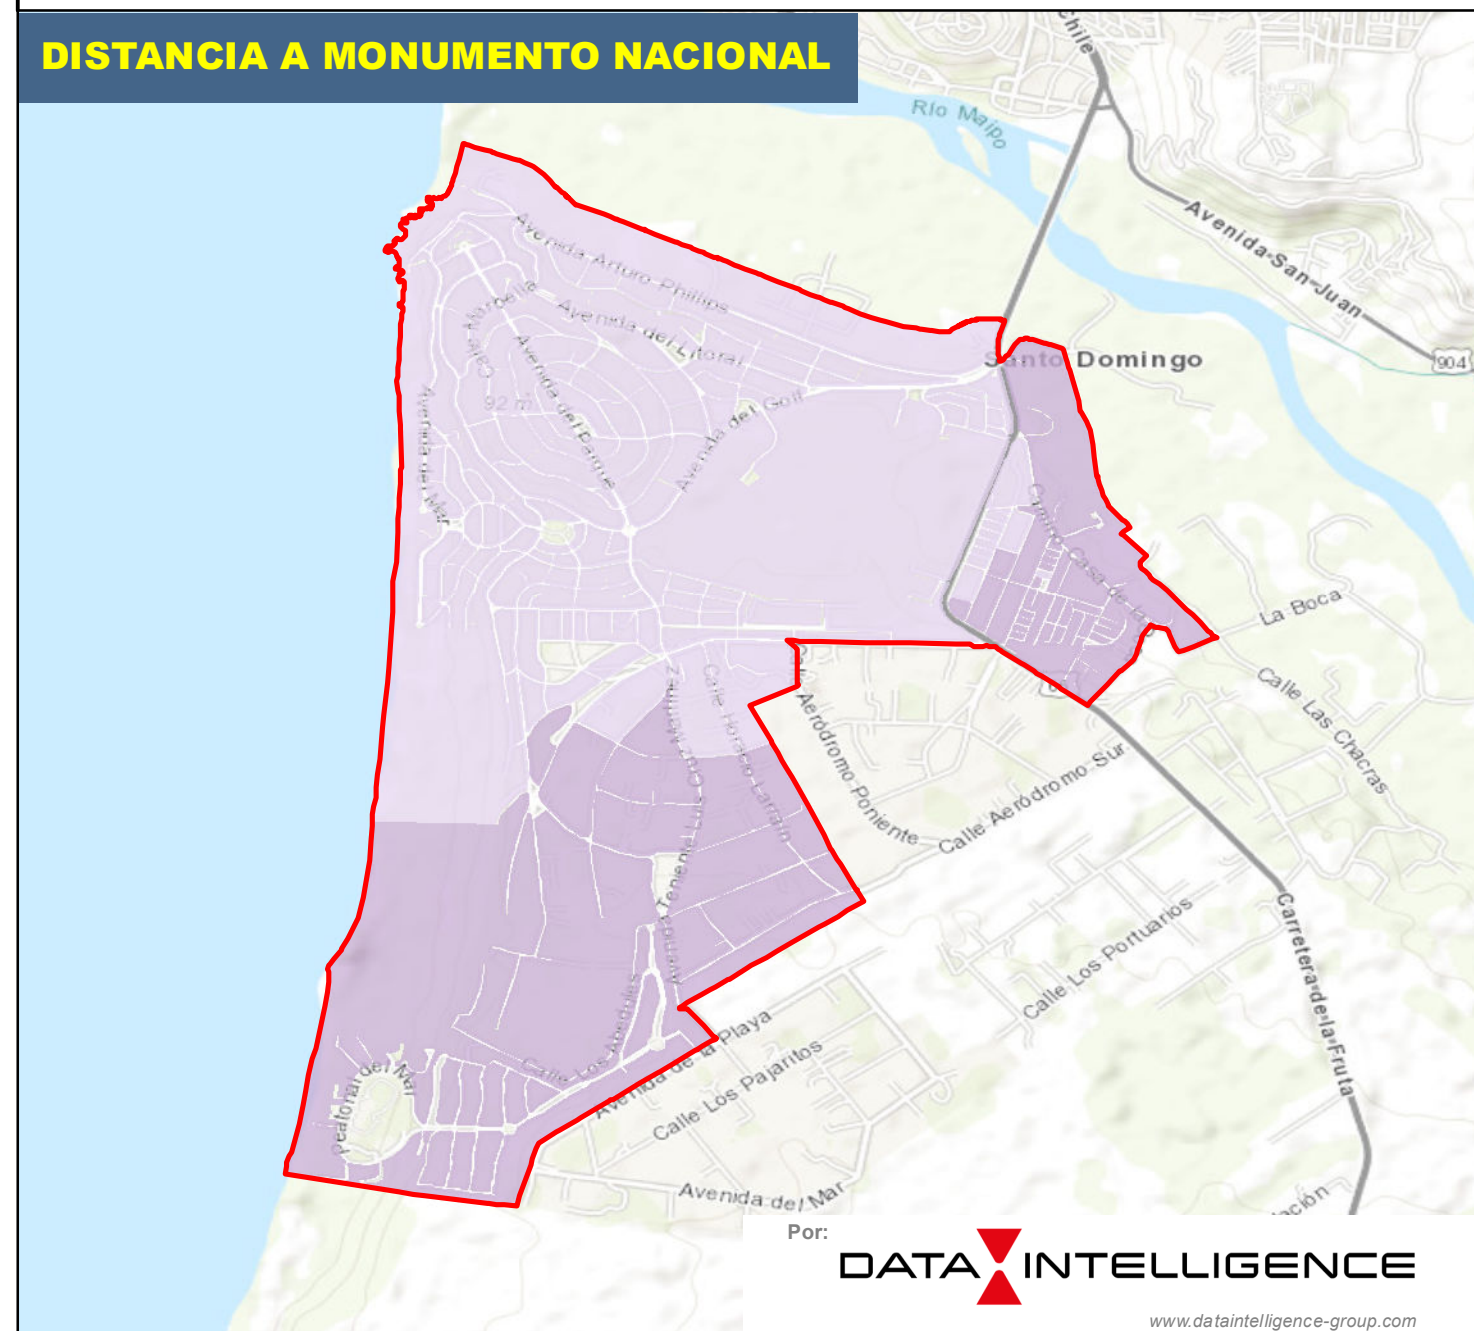 DISTANCIA A MONUMENTO NACIONAL
Chile
Río Maipo
Avenida San Juan
904
Avenida Arturo Phillips
Calle Marbella
Avenida del Litoral
Santo Domingo
92 m
Avenida del Parque
Avenida del Golf
Avenida del Mar
Camino Casa de
La Boca
Calle Las Chacras
Teniente Luis Cruz Martínez
Avenida
Calle Horacio Larraín
Aeródromo Poniente
Calle Aeródromo Sur
Calle Los Portuarios
Carretera de la Fruta
Calle Los
Avenida de la Playa
Calle Los Pajaritos
Peatonal del Mar
Avenida del Mar
Por:
DATA INTELLIGENCE
www.dataintelligence-group.com